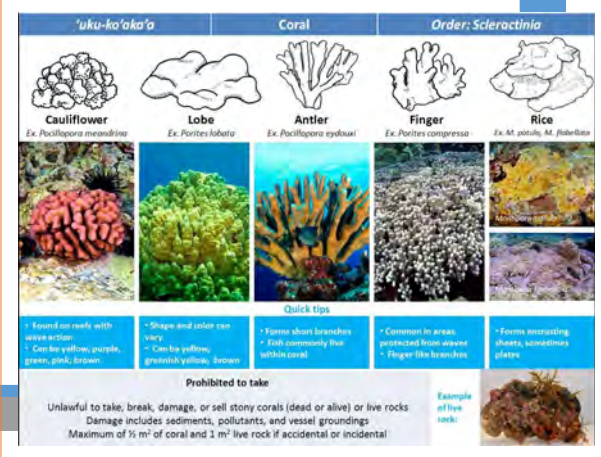 'uku-ko'aka'a
Coral
Order: Scleractinia
Cauliflower
Ex. Pocillopora meandrina
Lobe
Ex. Porites lobata
Antler
Ex. Pocillopora eydouxi
Finger
Ex. Porites compressa
Rice
Ex. M. patula, M. flabellata
Quick tips
• Found on reefs with
wave action
• Can be yellow, purple,
green, pink, brown
• Shape and color can
vary
• Can be yellow,
greenish yellow, brown
• Forms short branches
• Fish commonly live
within coral
• Common in areas
protected from waves
• Finger-like branches
• Forms encrusting
sheets, sometimes
plates
Prohibited to take
Unlawful to take, break, damage, or sell stony corals (dead or alive) or live rocks
Damage includes sediments, pollutants, and vessel groundings
Maximum of ½ m² of coral and 1 m² live rock if accidental or incidental
Example
of live
rock: